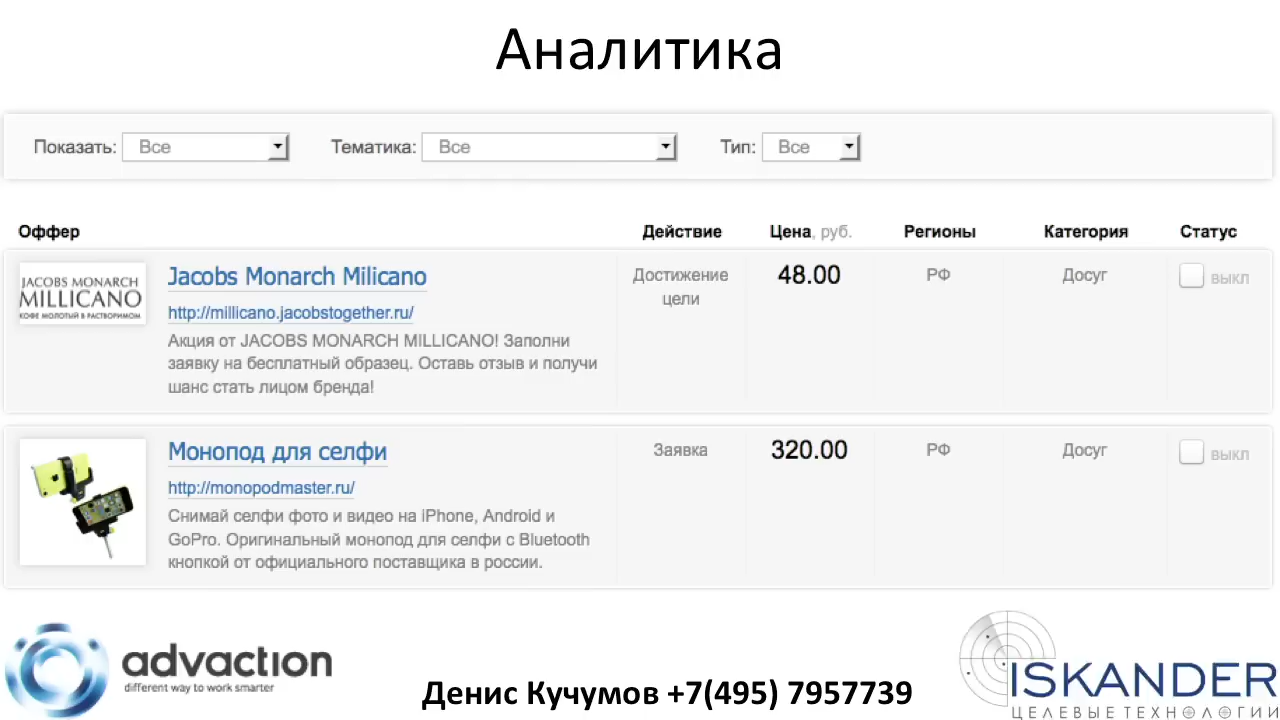 Аналитика
Показать: Все Тематика: Все Тип: Все
Оффер Действие Цена, руб. Регионы Категория Статус
JACOBS MONARCH
MILLICANO
КОФЕ МОЛОТЫЙ В РАСТВОРИМОМ
Jacobs Monarch Milicano
http://millicano.jacobstogether.ru/
Акция от JACOBS MONARCH MILLICANO! Заполни
заявку на бесплатный образец. Оставь отзыв и получи
шанс стать лицом бренда!
Достижение
цели
48.00
РФ
Досуг
выкл
Монопод для селфи
http://monopodmaster.ru/
Снимай селфи фото и видео на iPhone, Android и
GoPro. Оригинальный монопод для селфи с Bluetooth
кнопкой от официального поставщика в россии.
Заявка
320.00
РФ
Досуг
выкл
advaction
different way to work smarter
Денис Кучумов +7(495) 7957739
ISKANDER
ЦЕЛЕВЫЕ ТЕХНОЛОГИИ